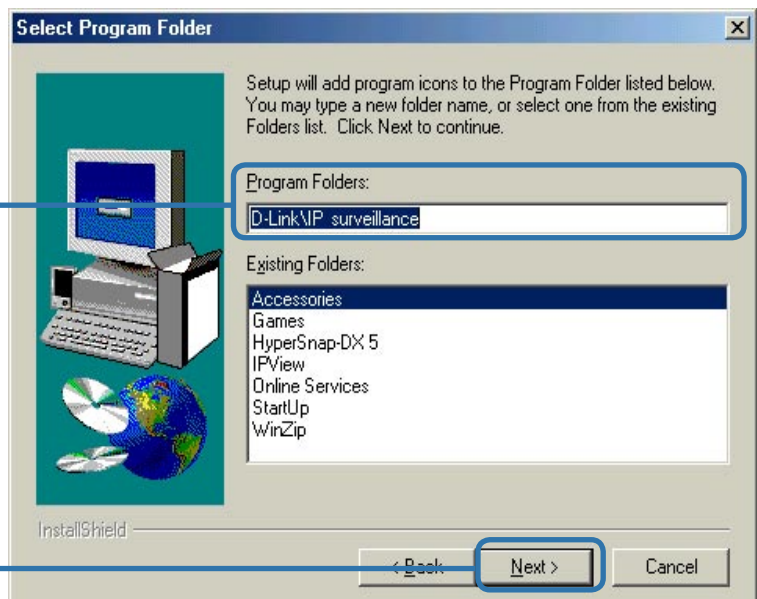 Select Program Folder
Setup will add program icons to the Program Folder listed below.
You may type a new folder name, or select one from the existing
Folders list. Click Next to continue.
Program Folders:
D-Link\IP surveillance
Existing Folders:
Accessories
Games
HyperSnap-DX 5
IPView
Online Services
StartUp
WinZip
InstallShield
< Back
Next >
Cancel